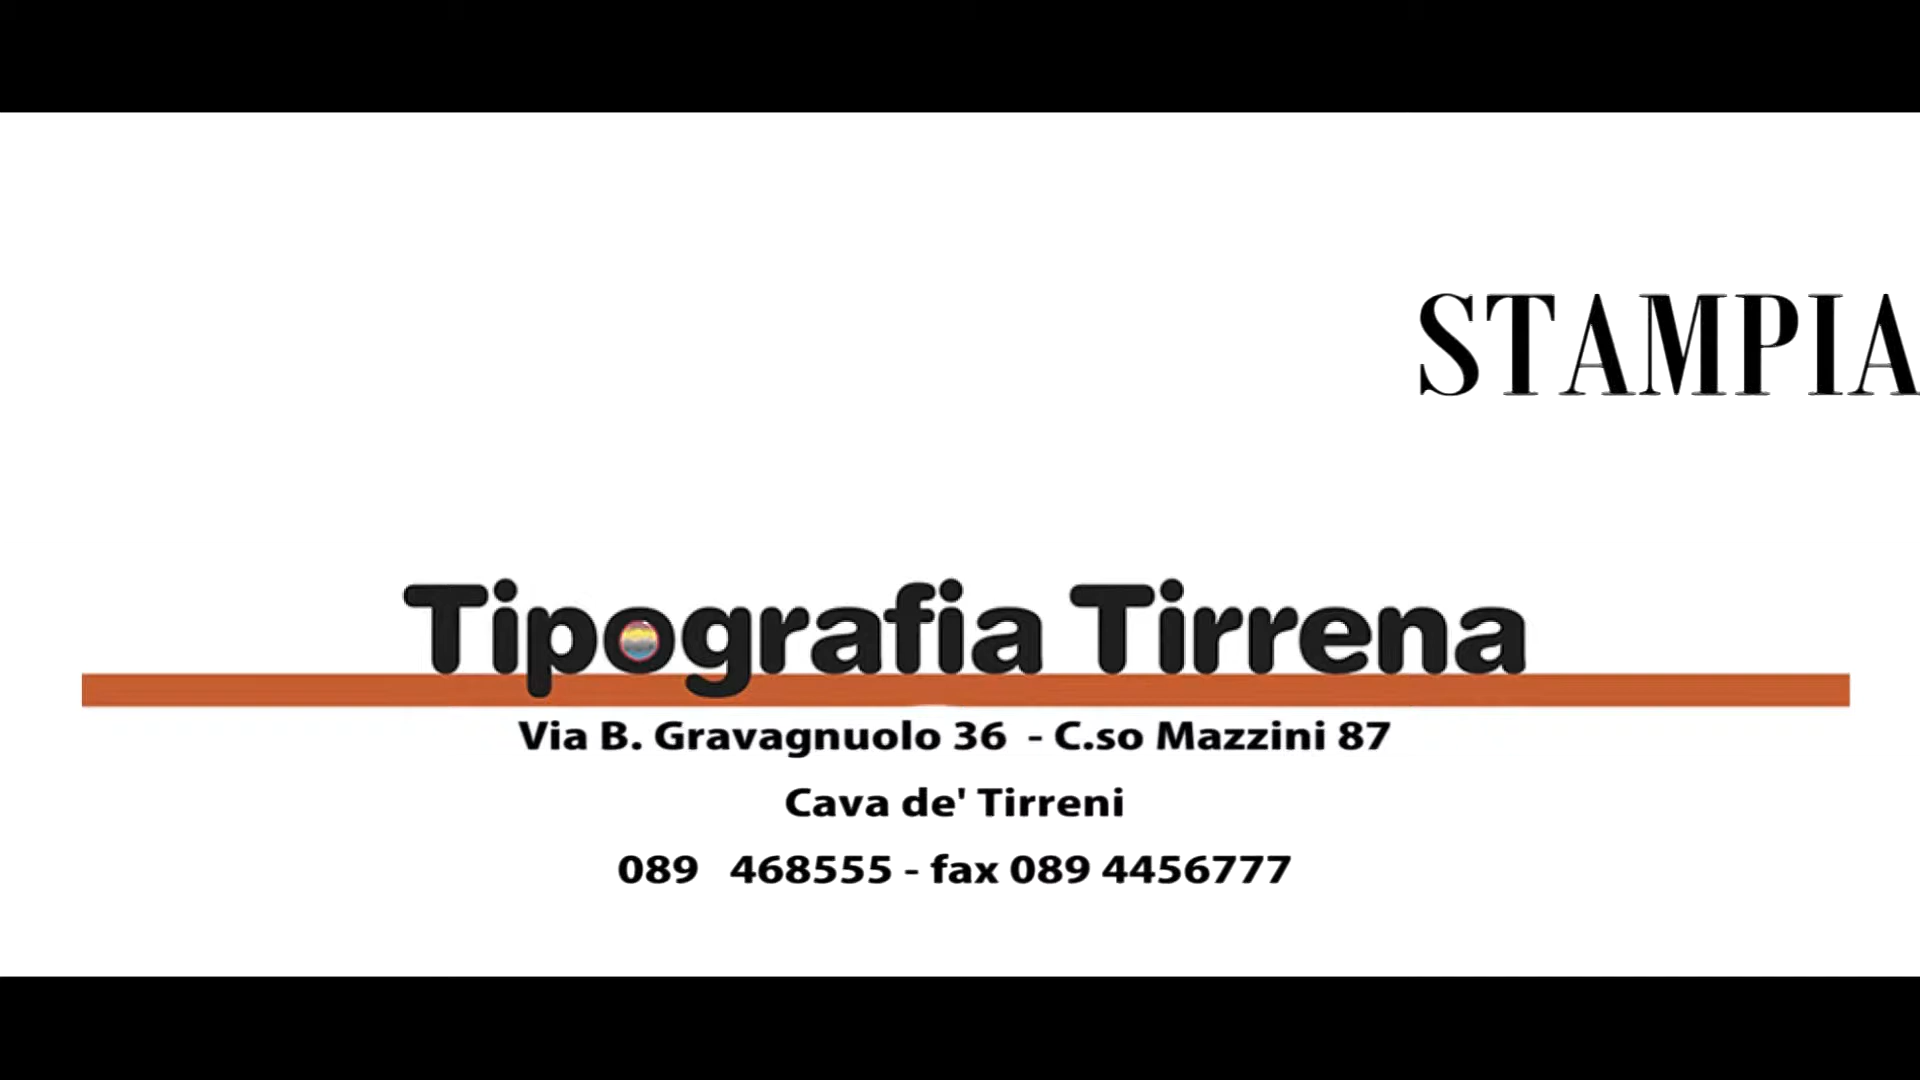 STAMPIA
Tipografia Tirrena
Via B. Gravagnuolo 36 - C.so Mazzini 87
Cava de' Tirreni
089 468555 - fax 089 4456777